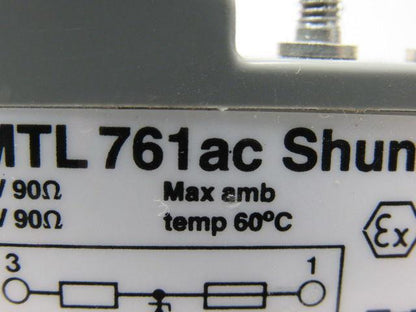 MTL 761ac Shun
V 90Ω Max amb
V 90Ω temp 60°C
Ex
3 1